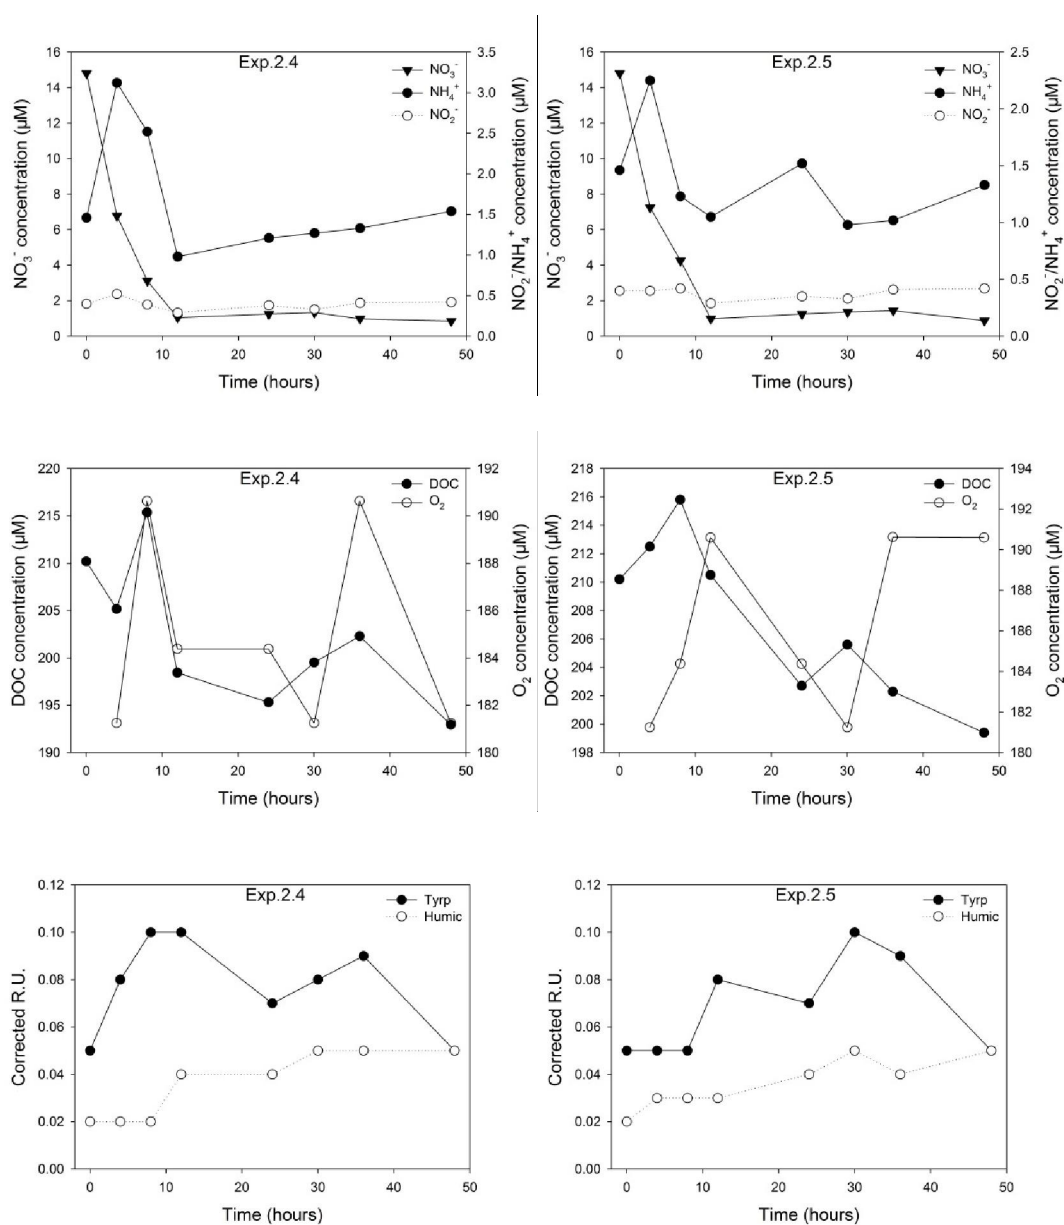 Exp.2.4
NO₃⁻
NH₄⁺
NO₂⁻
16
14
12
10
8
6
4
2
0
3.5
3.0
2.5
2.0
1.5
1.0
0.5
0.0
0 10 20 30 40 50
NO₃⁻ concentration (µM)
NO₂⁻/NH₄⁺ concentration (µM)
Time (hours)
Exp.2.5
NO₃⁻
NH₄⁺
NO₂⁻
16
14
12
10
8
6
4
2
0
2.5
2.0
1.5
1.0
0.5
0.0
0 10 20 30 40 50
NO₃⁻ concentration (µM)
NO₂⁻/NH₄⁺ concentration (µM)
Time (hours)
Exp.2.4
DOC
O₂
220
215
210
205
200
195
190
192
190
188
186
184
182
180
0 10 20 30 40 50
DOC concentration (µM)
O₂ concentration (µM)
Time (hours)
Exp.2.5
DOC
O₂
218
216
214
212
210
208
206
204
202
200
198
194
192
190
188
186
184
182
180
0 10 20 30 40 50
DOC concentration (µM)
O₂ concentration (µM)
Time (hours)
Exp.2.4
Tyrp
Humic
0.12
0.10
0.08
0.06
0.04
0.02
0.00
0 10 20 30 40 50
Corrected R.U.
Time (hours)
Exp.2.5
Tyrp
Humic
0.12
0.10
0.08
0.06
0.04
0.02
0.00
0 10 20 30 40 50
Corrected R.U.
Time (hours)